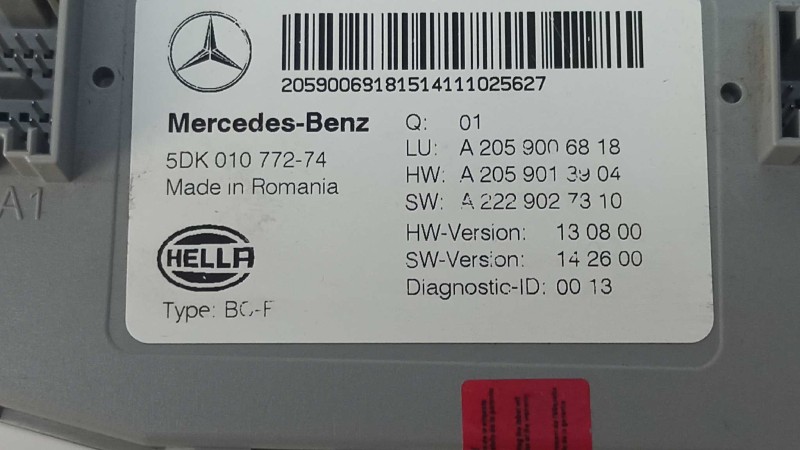 20590069181514111025627
Mercedes-Benz
5DK 010 772-74
Made in Romania
HELLA
Type: BC-F
Q: 01
LU: A 205 900 68 18
HW: A 205 901 39 04
SW: A 222 902 73 10
HW-Version: 13 08 00
SW-Version: 14 26 00
Diagnostic-ID: 00 13
A1